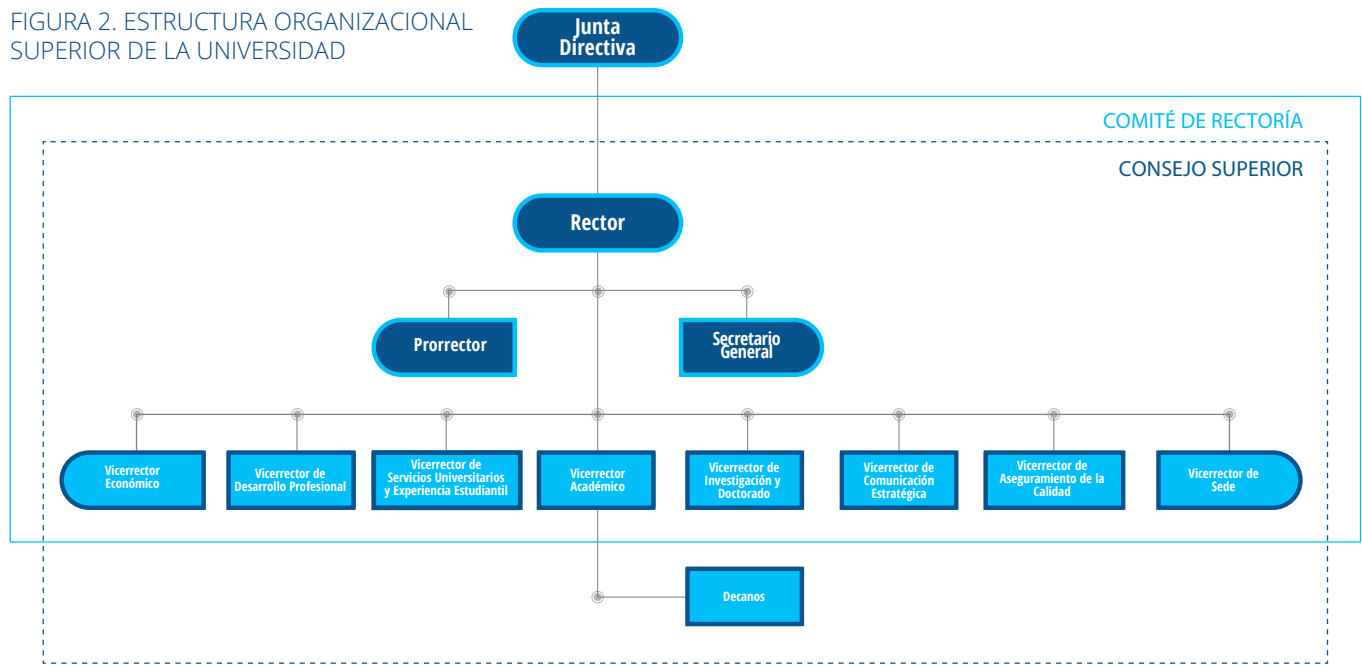 FIGURA 2. ESTRUCTURA ORGANIZACIONAL
SUPERIOR DE LA UNIVERSIDAD
Junta
Directiva
COMITÉ DE RECTORÍA
CONSEJO SUPERIOR
Rector
Prorrector
Secretario
General
Vicerrector
Económico
Vicerrector de
Desarrollo Profesional
Vicerrector de
Servicios Universitarios
y Experiencia Estudiantil
Vicerrector
Académico
Vicerrector de
Investigación y
Doctorado
Vicerrector de
Comunicación
Estratégica
Vicerrector de
Aseguramiento de la
Calidad
Vicerrector de
Sede
Decanos